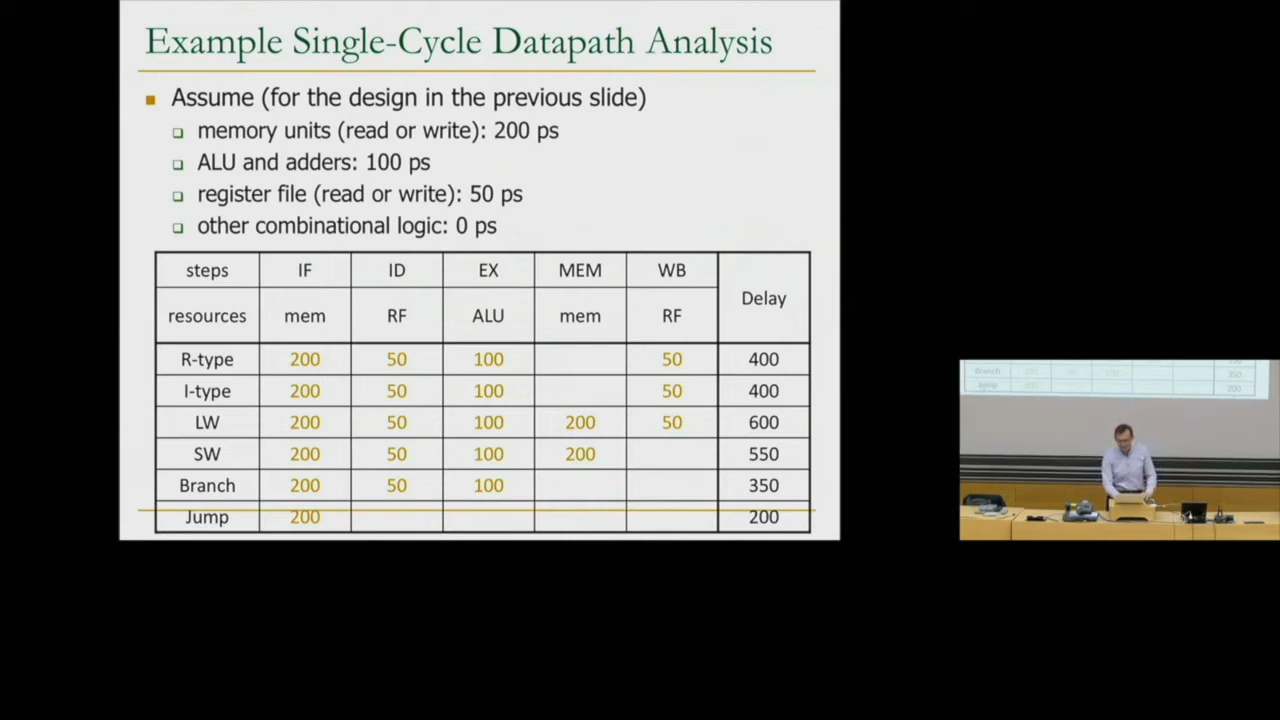 Example Single-Cycle Datapath Analysis
Assume (for the design in the previous slide)
memory units (read or write): 200 ps
ALU and adders: 100 ps
register file (read or write): 50 ps
other combinational logic: 0 ps
steps IF ID EX MEM WB Delay
resources mem RF ALU mem RF
R-type 200 50 100 50 400
I-type 200 50 100 50 400
LW 200 50 100 200 50 600
SW 200 50 100 200 550
Branch 200 50 100 350
Jump 200 200
Branch 350
Jump 200